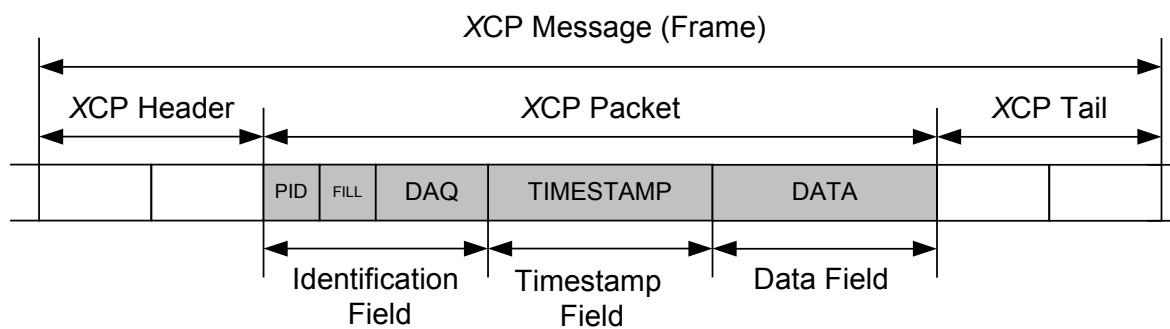 XCP Message (Frame)
XCP Header
XCP Packet
XCP Tail
PID
FILL
DAQ
TIMESTAMP
DATA
Identification
Field
Timestamp
Field
Data Field